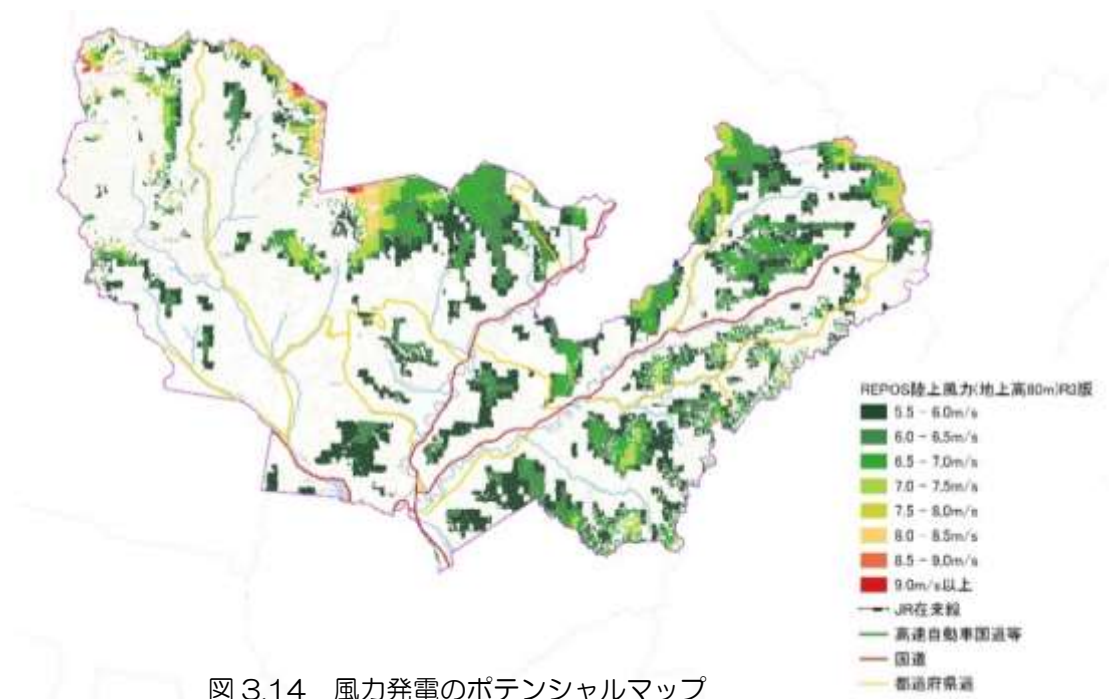 REPOS陸上風力(地上高80m)R3版
5.5 - 6.0m/s
6.0 - 6.5m/s
6.5 - 7.0m/s
7.0 - 7.5m/s
7.5 - 8.0m/s
8.0 - 8.5m/s
8.5 - 9.0m/s
9.0m/s以上
JR在来線
高速自動車国道等
国道
都道府県道
図 3.14 風力発電のポテンシャルマップ